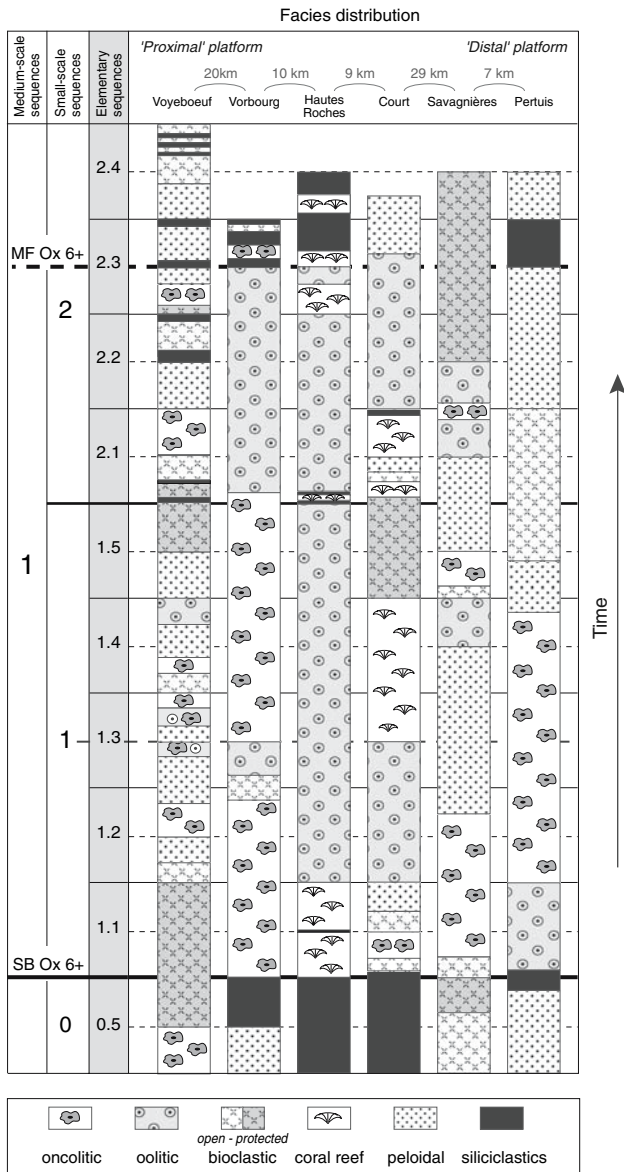 Facies distribution
Medium-scale
sequences
Small-scale
sequences
Elementary
sequences
'Proximal' platform
'Distal' platform
20km
10 km
9 km
29 km
7 km
Voyeboeuf
Vorbourg
Hautes
Roches
Court
Savagnières
Pertuis
2.4
MF Ox 6+
2.3
2
2.2
2.1
1
1.5
1.4
1
1.3
1.2
1.1
SB Ox 6+
0
0.5
Time
open - protected
oncolitic
oolitic
bioclastic
coral reef
peloidal
siliciclastics